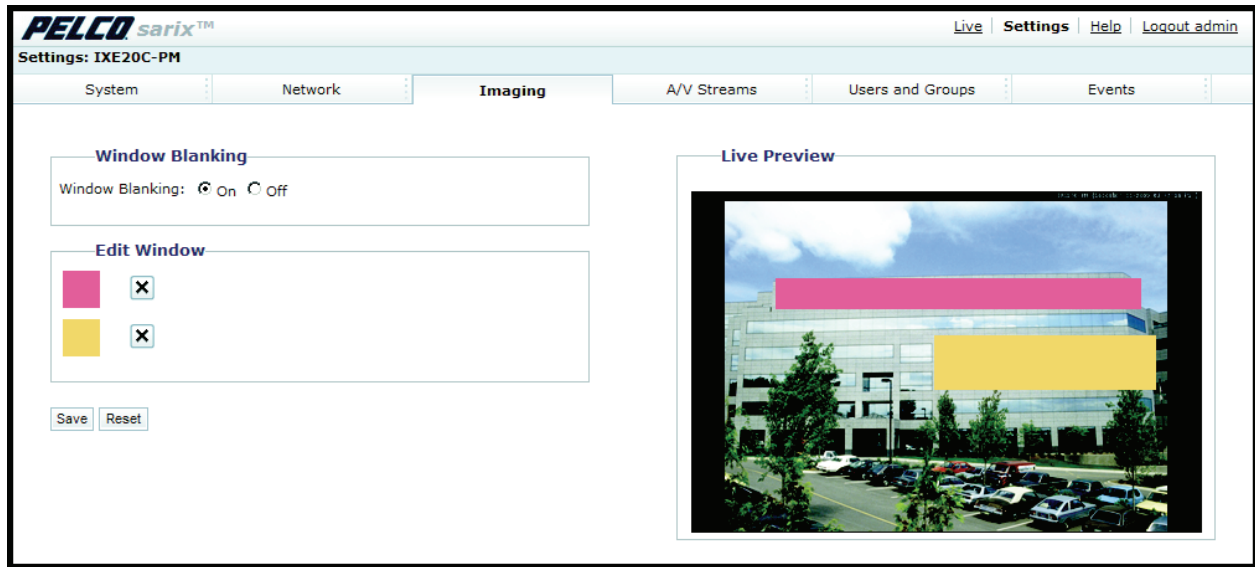 PELCO sarix™
Live Settings Help Logout admin
Settings: IXE20C-PM
System Network Imaging A/V Streams Users and Groups Events
Window Blanking
Window Blanking: On Off
Edit Window
Save Reset
Live Preview